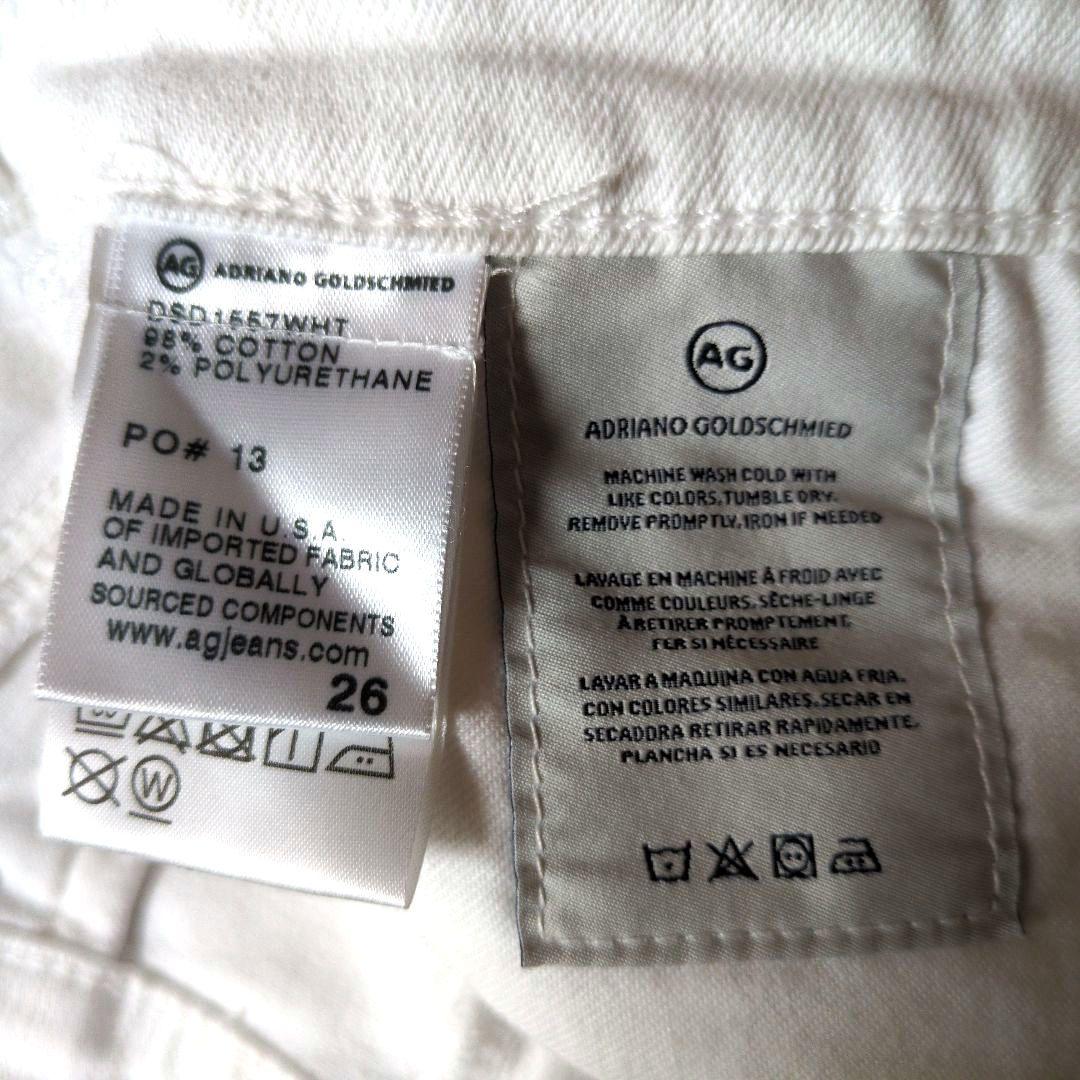 AG ADRIANO GOLDSCHMIED
DSD1557WHT
98% COTTON
2% POLYURETHANE
PO# 13
MADE IN U.S.A.
OF IMPORTED FABRIC
AND GLOBALLY
SOURCED COMPONENTS
www.agjeans.com
26
W
AG
ADRIANO GOLDSCHMIED
MACHINE WASH COLD WITH
LIKE COLORS, TUMBLE DRY.
REMOVE PROMPTLY, IRON IF NEEDED
LAVAGE EN MACHINE À FROID AVEC
COMME COULEURS. SÈCHE-LINGE
À RETIRER PROMPTEMENT.
FER SI NÉCESSAIRE
LAVAR A MAQUINA CON AGUA FRIA.
CON COLORES SIMILARES. SECAR EN
SECADORA RETIRAR RAPIDAMENTE.
PLANCHA SI ES NECESARIO